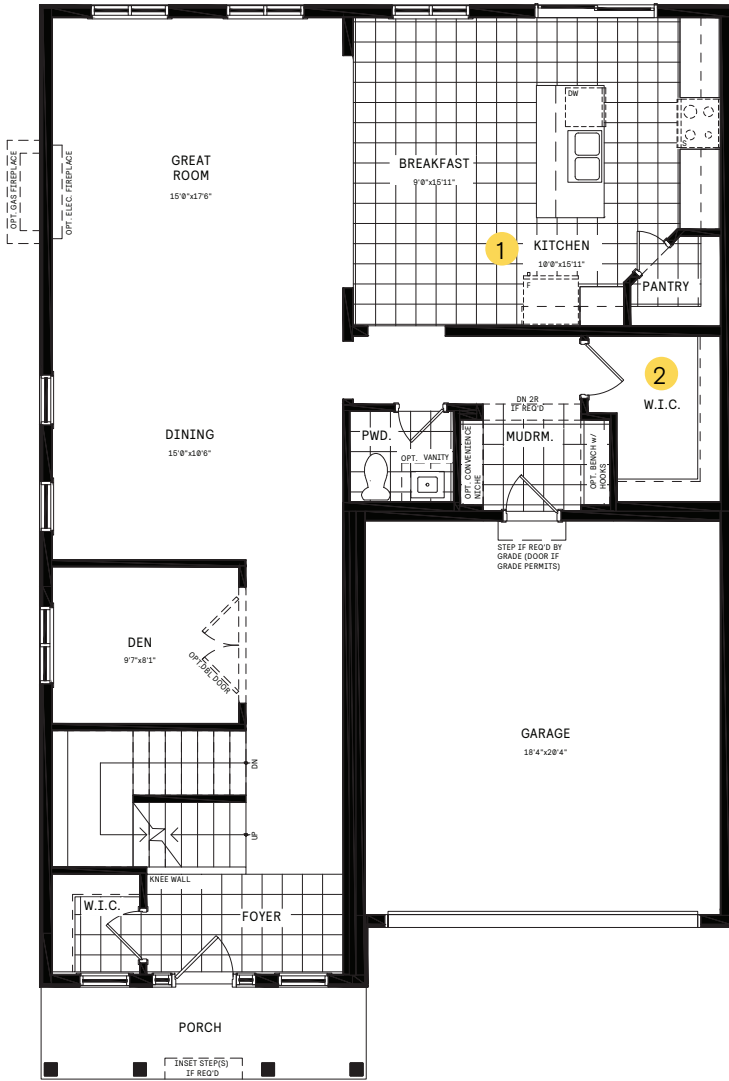 DW
GREAT
ROOM
15'0"x17'6"
OPT. GAS FIREPLACE
OPT. ELEC. FIREPLACE
BREAKFAST
9'0"x15'11"
S
1
KITCHEN
10'0"x15'11"
F
PANTRY
2
W.I.C.
DN 2R
IF REQ'D
DINING
15'0"x10'6"
PWD.
OPT. VANITY
MUDRM.
OPT. CONVENIENCE
NICHE
OPT. BENCH w/
HOOKS
STEP IF REQ'D BY
GRADE (DOOR IF
GRADE PERMITS)
DEN
9'7"x8'1"
OPT. DBL DOOR
GARAGE
18'4"x20'4"
DN
UP
KNEE WALL
W.I.C.
FOYER
PORCH
INSET STEP(S)
IF REQ'D